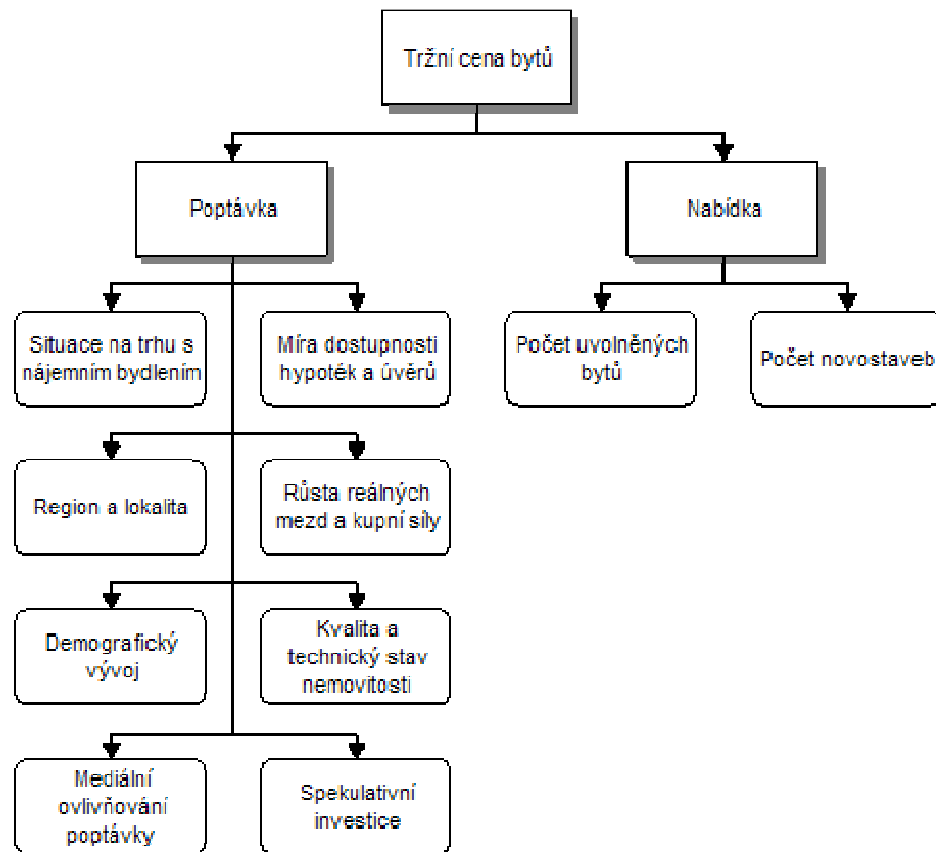 Tržní cena bytů
Poptávka
Nabídka
Situace na trhu s
nájemním bydlením
Míra dostupnosti
hypoték a úvěrů
Počet uvolněných
bytů
Počet novostaveb
Region a lokalita
Růsta reálných
mezd a kupní síly
Demografický
vývoj
Kvalita a
technický stav
nemovitosti
Mediální
ovlivňování
poptávky
Spekulativní
investice